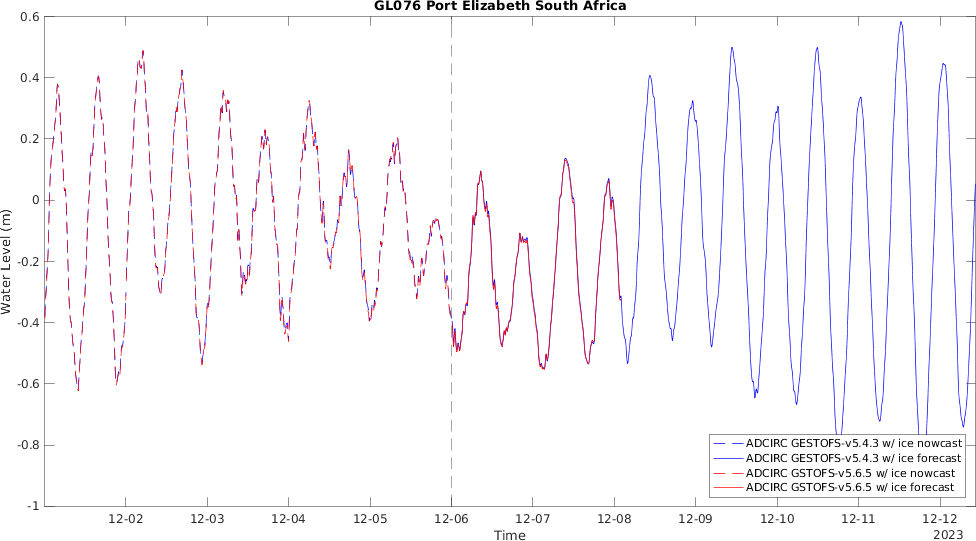 GL076 Port Elizabeth South Africa
0.6
0.4
0.2
0
-0.2
-0.4
-0.6
-0.8
-1
Water Level (m)
ADCIRC GESTOFS-v5.4.3 w/ ice nowcast
ADCIRC GESTOFS-v5.4.3 w/ ice forecast
ADCIRC GSTOFS-v5.6.5 w/ ice nowcast
ADCIRC GSTOFS-v5.6.5 w/ ice forecast
12-02 12-03 12-04 12-05 12-06 12-07 12-08 12-09 12-10 12-11 12-12
2023
Time